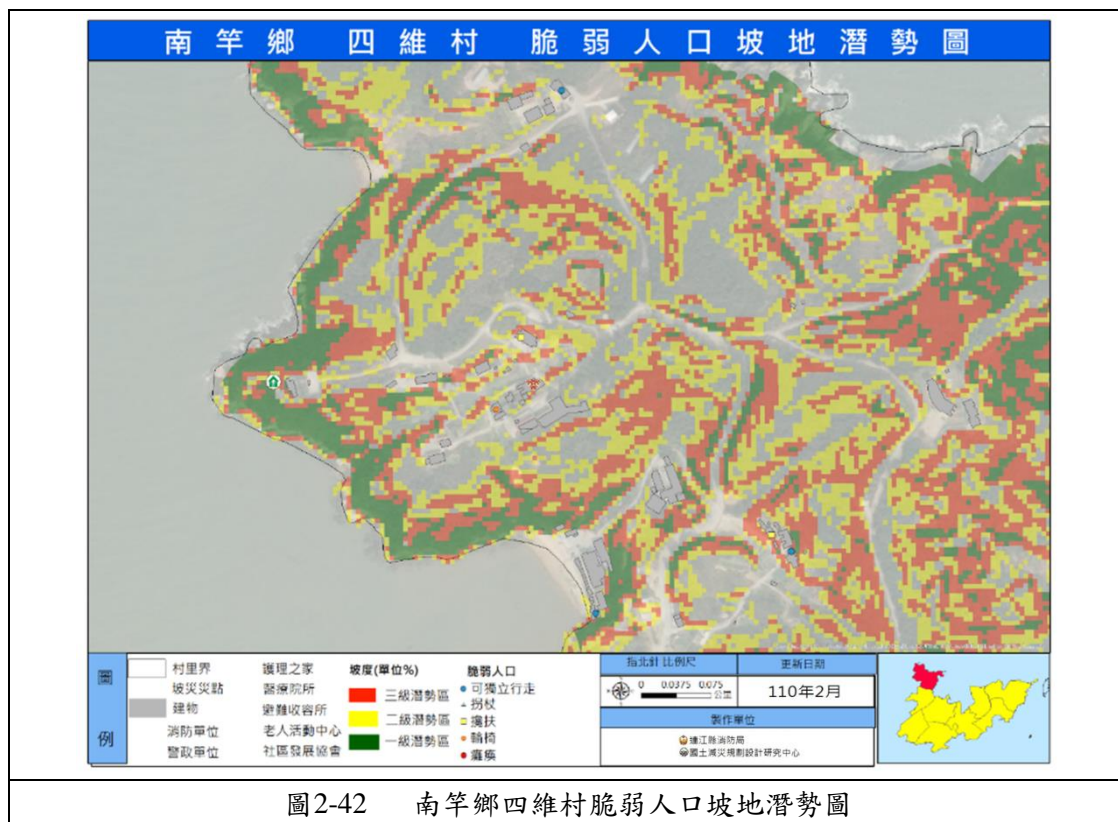 南竿鄉 四維村 脆弱人口坡地潛勢圖
圖例
村里界
坡災災點
建物
消防單位
警政單位
護理之家
醫療院所
避難收容所
老人活動中心
社區發展協會
坡度(單位%)
三級潛勢區
二級潛勢區
一級潛勢區
脆弱人口
可獨立行走
拐杖
攙扶
輪椅
癱瘓
指北針 比例尺
0 0.0375 0.075
公里
更新日期
110年2月
製作單位
連江縣消防局
國土減災規劃設計研究中心
圖2-42 南竿鄉四維村脆弱人口坡地潛勢圖